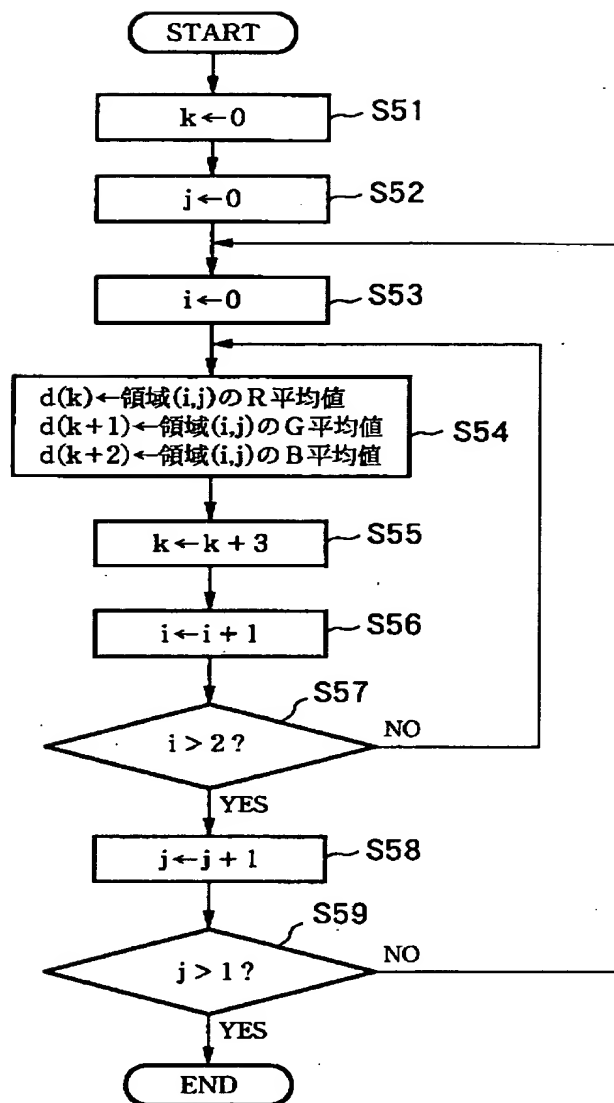 START
k←0
S51
j←0
S52
i←0
S53
d(k)←領域(i,j)のR平均値
d(k+1)←領域(i,j)のG平均値
d(k+2)←領域(i,j)のB平均値
S54
k←k+3
S55
i←i+1
S56
S57
i>2?
NO
YES
j←j+1
S58
S59
j>1?
NO
YES
END